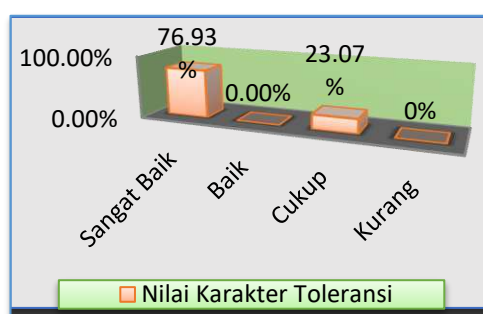 76.93
%
23.07
%
100.00%
0.00%
0%
0.00%
Sangat Baik
Baik
Cukup
Kurang
Nilai Karakter Toleransi